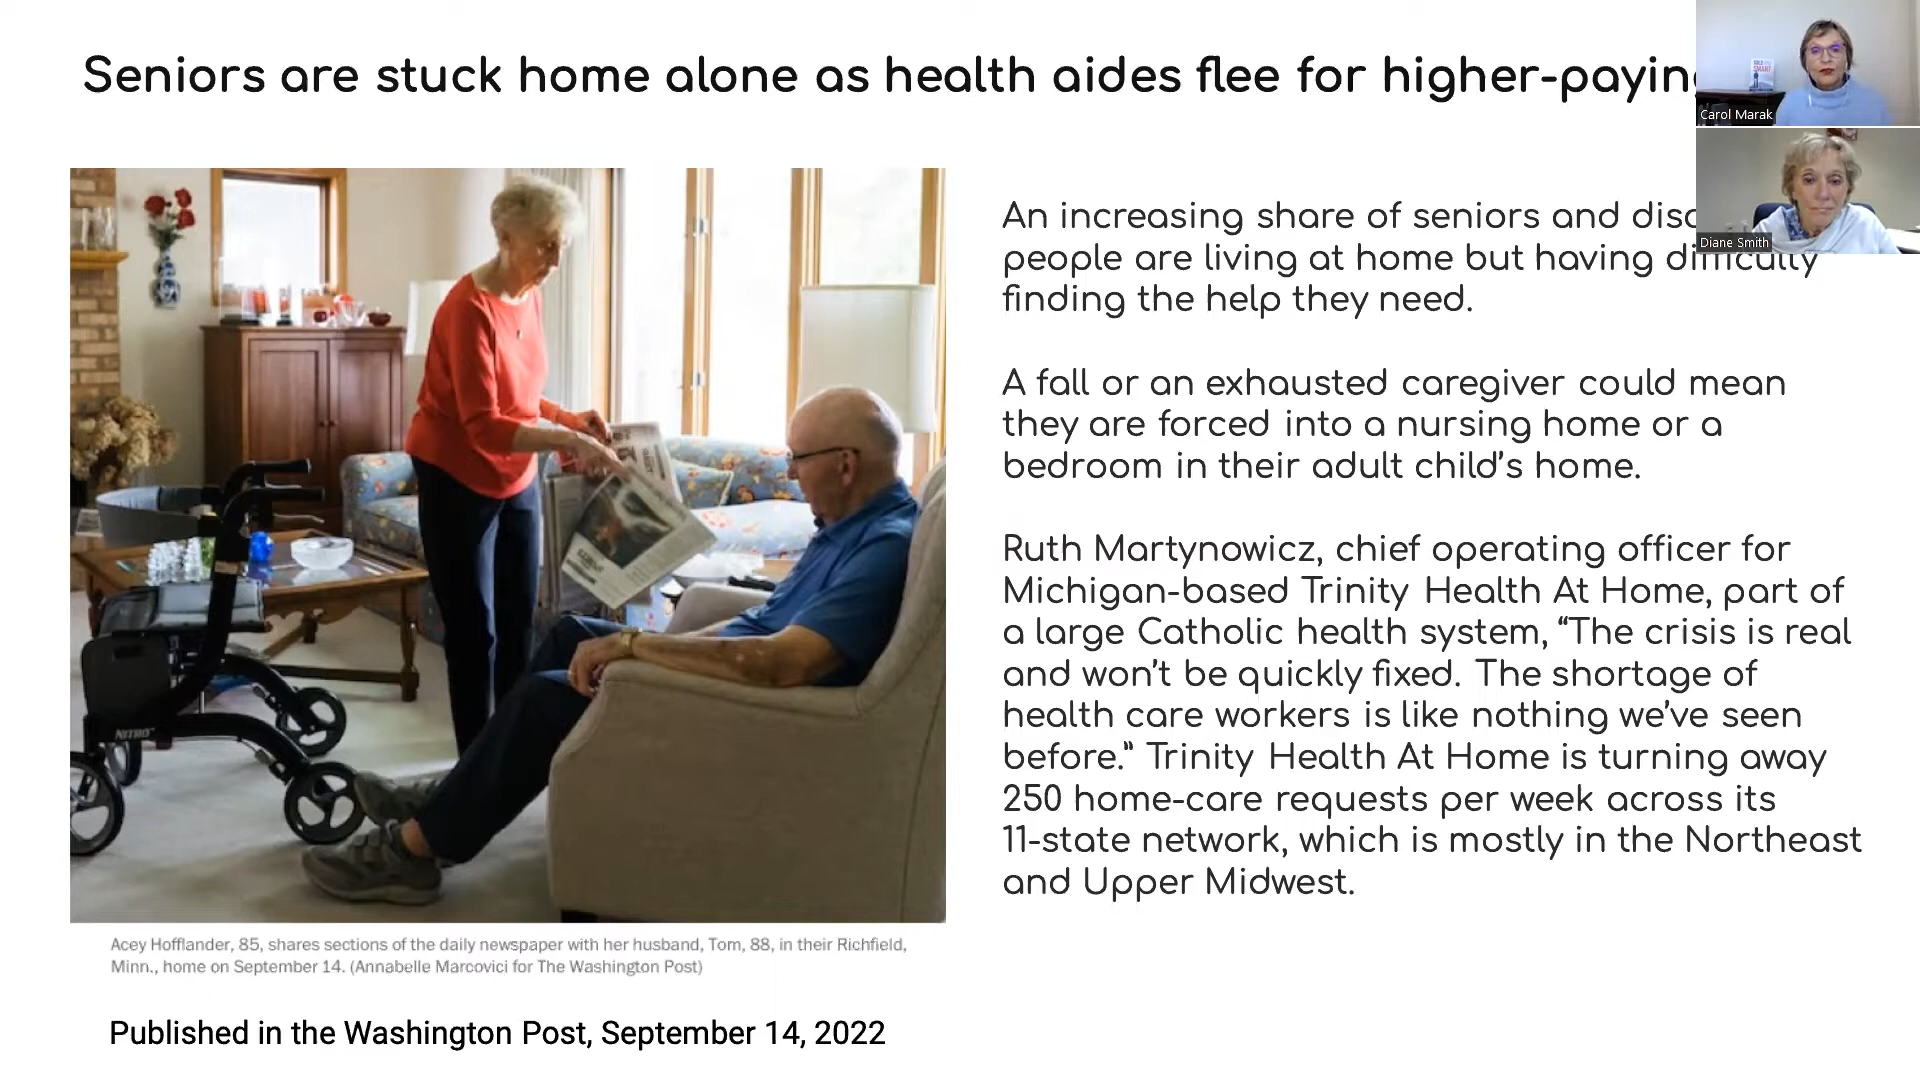 Seniors are stuck home alone as health aides flee for higher-paying
Carol Marak
Diane Smith
An increasing share of seniors and
people are living at home but having difficulty
finding the help they need.
A fall or an exhausted caregiver could mean
they are forced into a nursing home or a
bedroom in their adult child’s home.
Ruth Martynowicz, chief operating officer for
Michigan-based Trinity Health At Home, part of
a large Catholic health system, “The crisis is real
and won’t be quickly fixed. The shortage of
health care workers is like nothing we’ve seen
before.” Trinity Health At Home is turning away
250 home-care requests per week across its
11-state network, which is mostly in the Northeast
and Upper Midwest.
NITRO
Acey Hofflander, 85, shares sections of the daily newspaper with her husband, Tom, 88, in their Richfield,
Minn., home on September 14. (Annabelle Marcovici for The Washington Post)
Published in the Washington Post, September 14, 2022